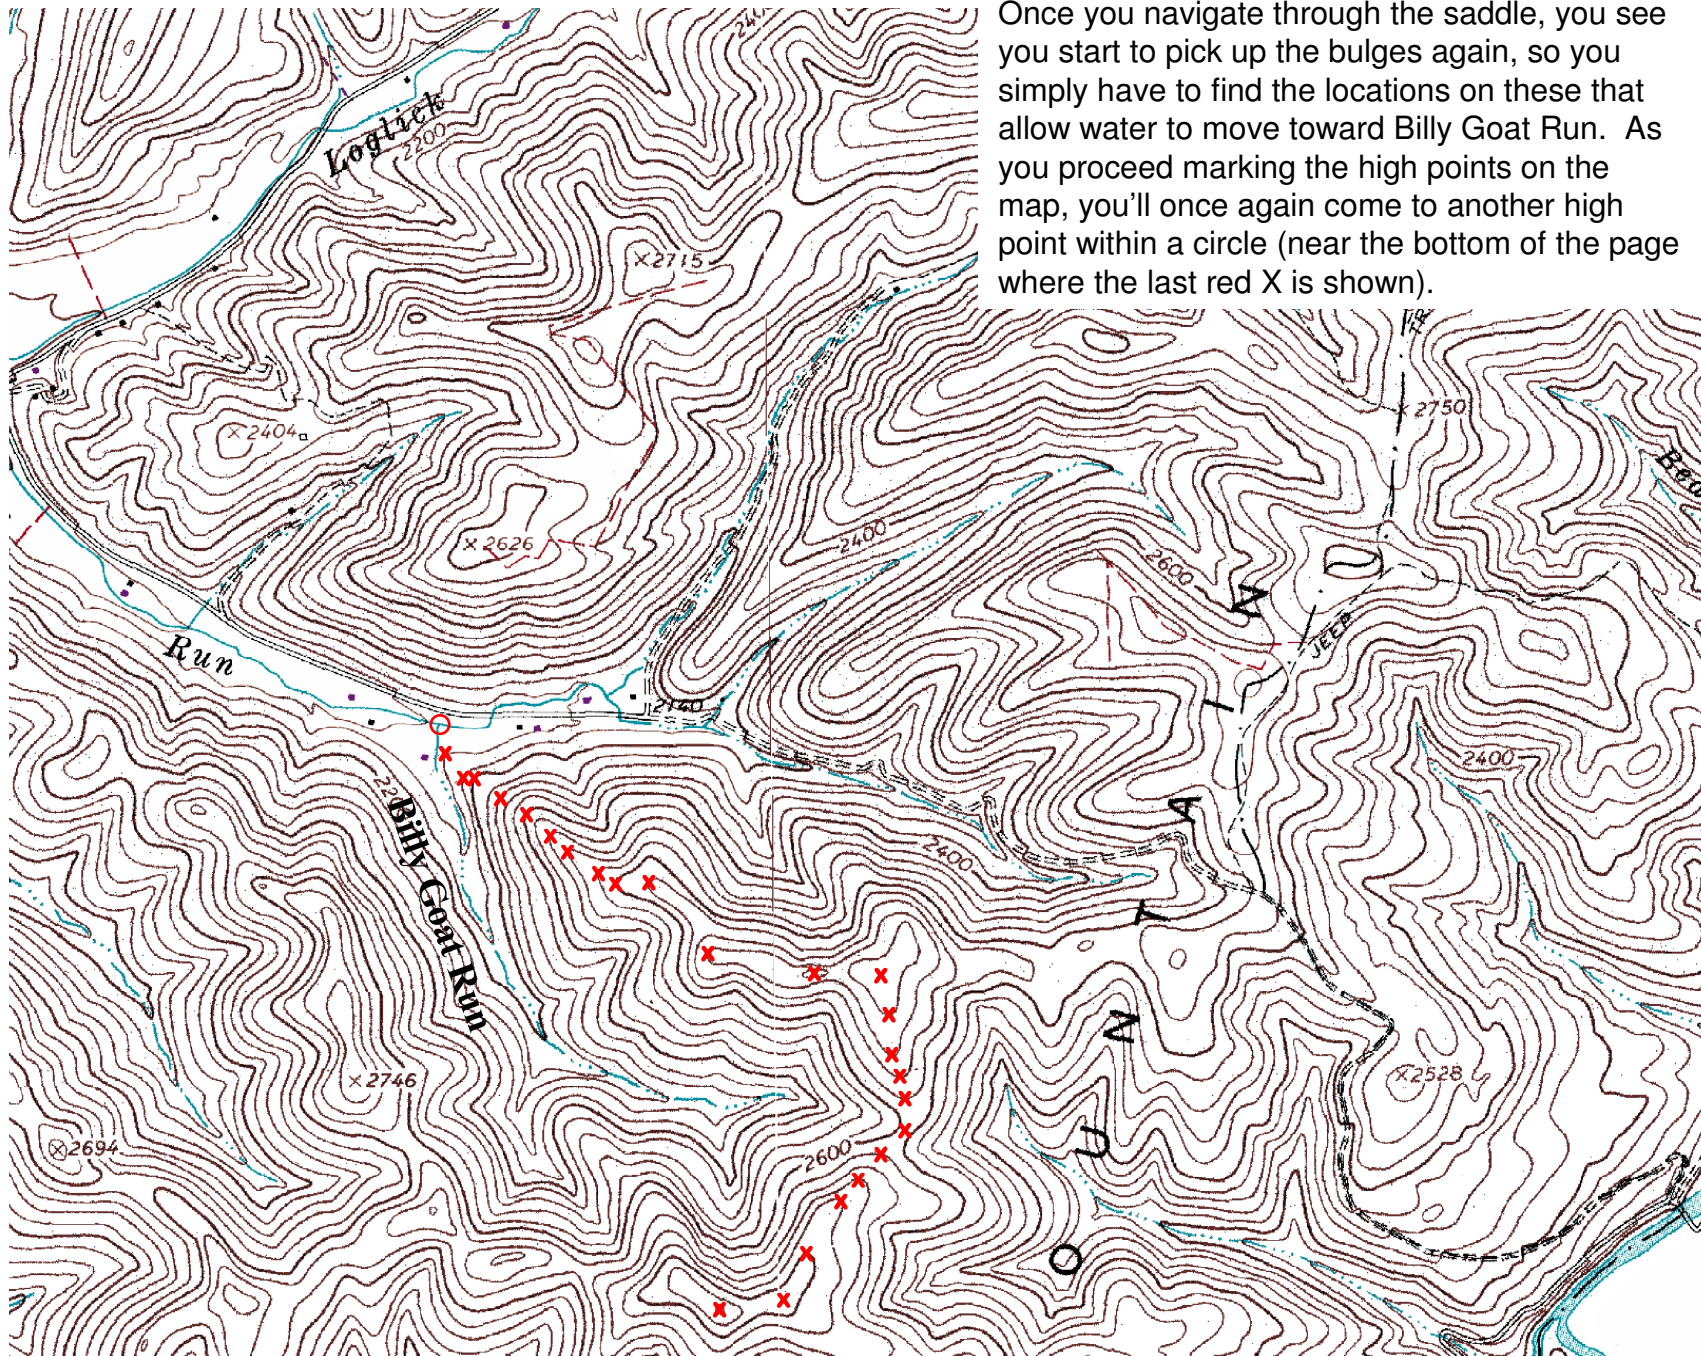 Once you navigate through the saddle, you see
you start to pick up the bulges again, so you
simply have to find the locations on these that
allow water to move toward Billy Goat Run.  As
you proceed marking the high points on the
map, you’ll once again come to another high
point within a circle (near the bottom of the page
where the last red X is shown).
Loglick
2200
×2715
×2750
×2404
2400
×2626
2600
N
JEEP
Run
2140
I
2400
A
2400
Billy Goat Run
T
N
×2746
×2528
U
×2694
2600
O